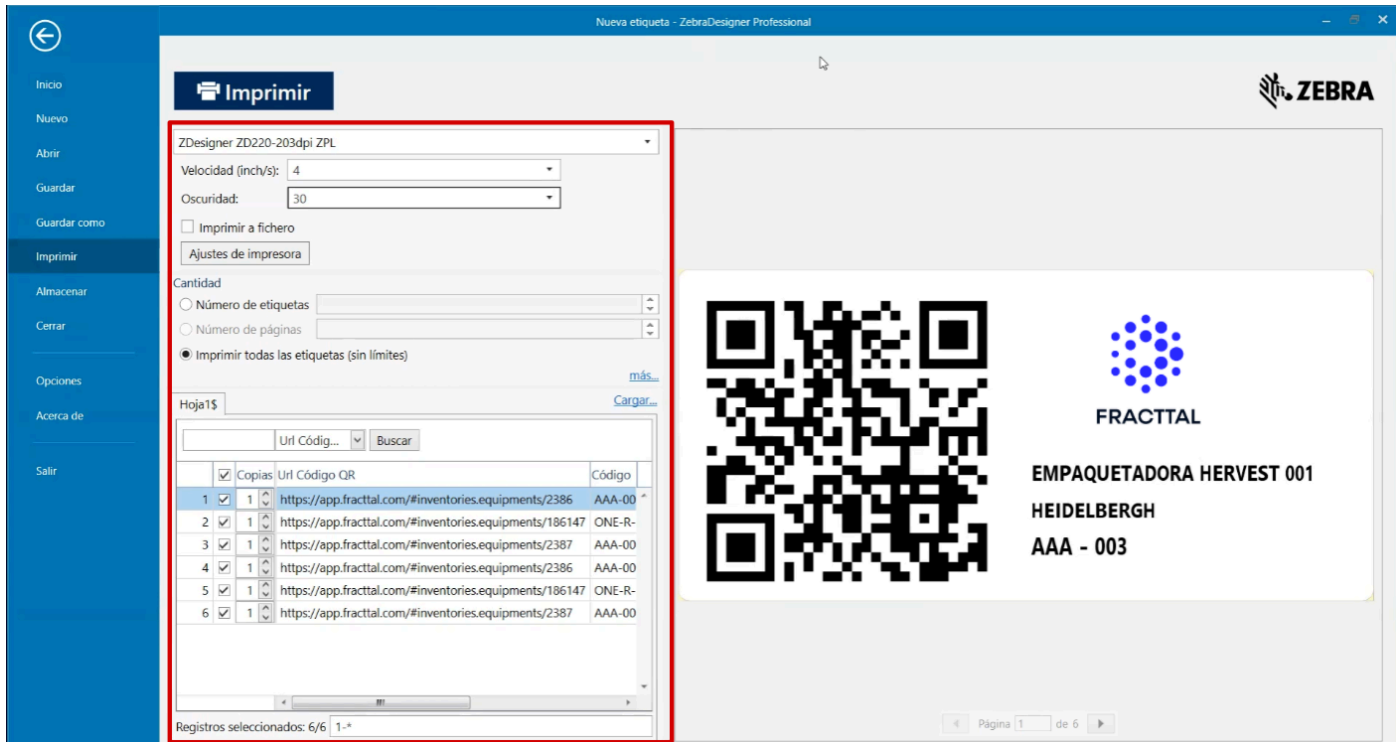 Nueva etiqueta - ZebraDesigner Professional
Inicio
Nuevo
Abrir
Guardar
Guardar como
Imprimir
Almacenar
Cerrar
Opciones
Acerca de
Salir
Imprimir
ZEBRA
ZDesigner ZD220-203dpi ZPL
Velocidad (inch/s): 4
Oscuridad: 30
Imprimir a fichero
Ajustes de impresora
Cantidad
Número de etiquetas
Número de páginas
Imprimir todas las etiquetas (sin límites)
más...
Hoja1$ Cargar...
Url Códig... Buscar
Copias Url Código QR Código
1 1 https://app.fracttal.com/#inventories.equipments/2386 AAA-00
2 1 https://app.fracttal.com/#inventories.equipments/186147 ONE-R-
3 1 https://app.fracttal.com/#inventories.equipments/2387 AAA-00
4 1 https://app.fracttal.com/#inventories.equipments/2386 AAA-00
5 1 https://app.fracttal.com/#inventories.equipments/186147 ONE-R-
6 1 https://app.fracttal.com/#inventories.equipments/2387 AAA-00
Registros seleccionados: 6/6 1-*
FRACTTAL
EMPAQUETADORA HERVEST 001
HEIDELBERGH
AAA - 003
Página 1 de 6